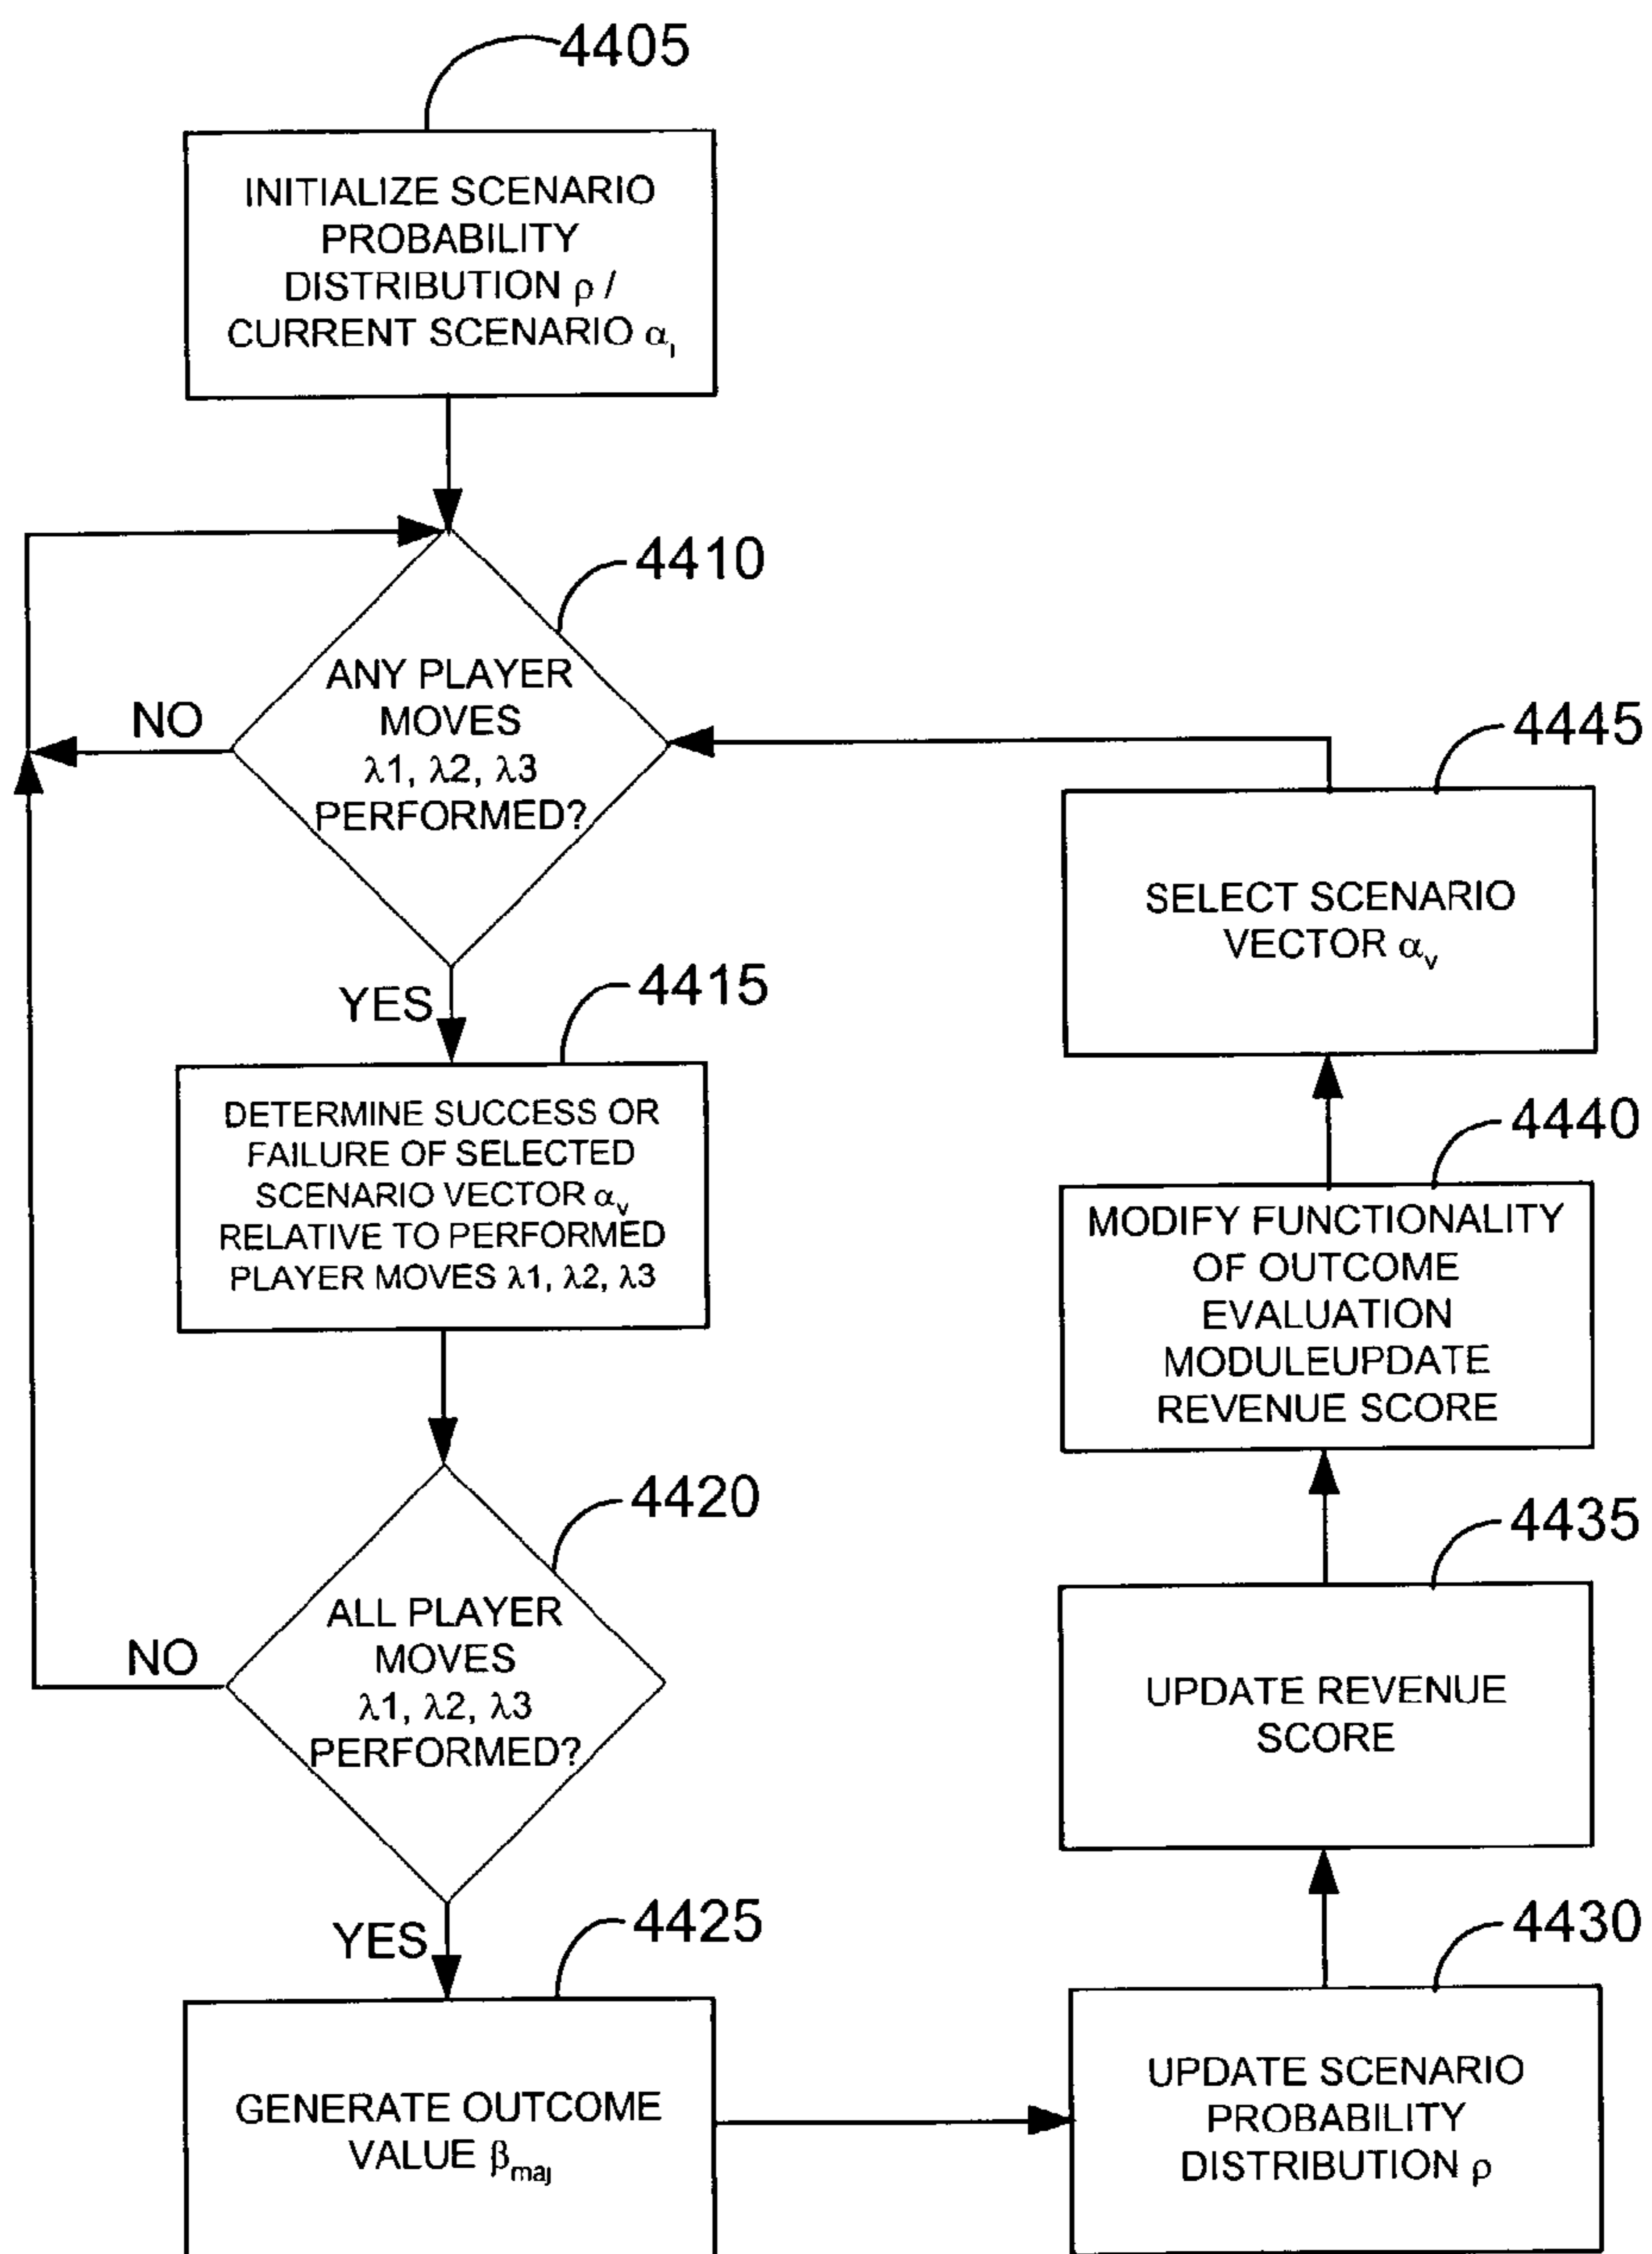 4405
INITIALIZE SCENARIO
PROBABILITY
DISTRIBUTION ρ /
CURRENT SCENARIO αi
4410
ANY PLAYER
MOVES
λ1, λ2, λ3
PERFORMED?
NO
YES
4415
DETERMINE SUCCESS OR
FAILURE OF SELECTED
SCENARIO VECTOR αv
RELATIVE TO PERFORMED
PLAYER MOVES λ1, λ2, λ3
4420
ALL PLAYER
MOVES
λ1, λ2, λ3
PERFORMED?
NO
YES
4425
GENERATE OUTCOME
VALUE βmaj
4430
UPDATE SCENARIO
PROBABILITY
DISTRIBUTION ρ
4435
UPDATE REVENUE
SCORE
4440
MODIFY FUNCTIONALITY
OF OUTCOME
EVALUATION
MODULEUPDATE
REVENUE SCORE
4445
SELECT SCENARIO
VECTOR αv